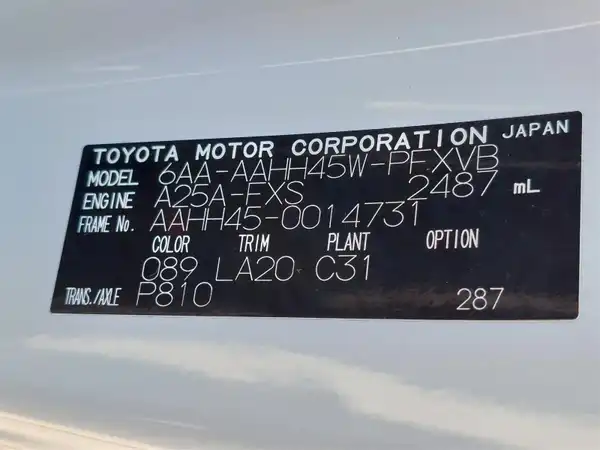 TOYOTA MOTOR CORPORATION JAPAN
MODEL 6AA-AAHH45W-PFXVB
ENGINE A25A-FXS 2487 mL
FRAME No. AAHH45-0014731
COLOR TRIM PLANT OPTION
089 LA20 C31
TRANS./AXLE P810 287